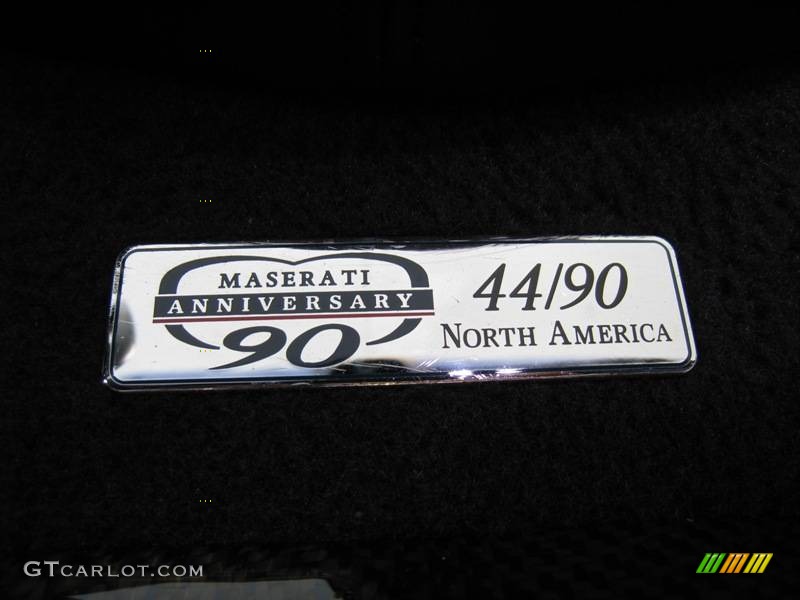 MASERATI
ANNIVERSARY
90
44/90
NORTH AMERICA
GTCARLOT.COM